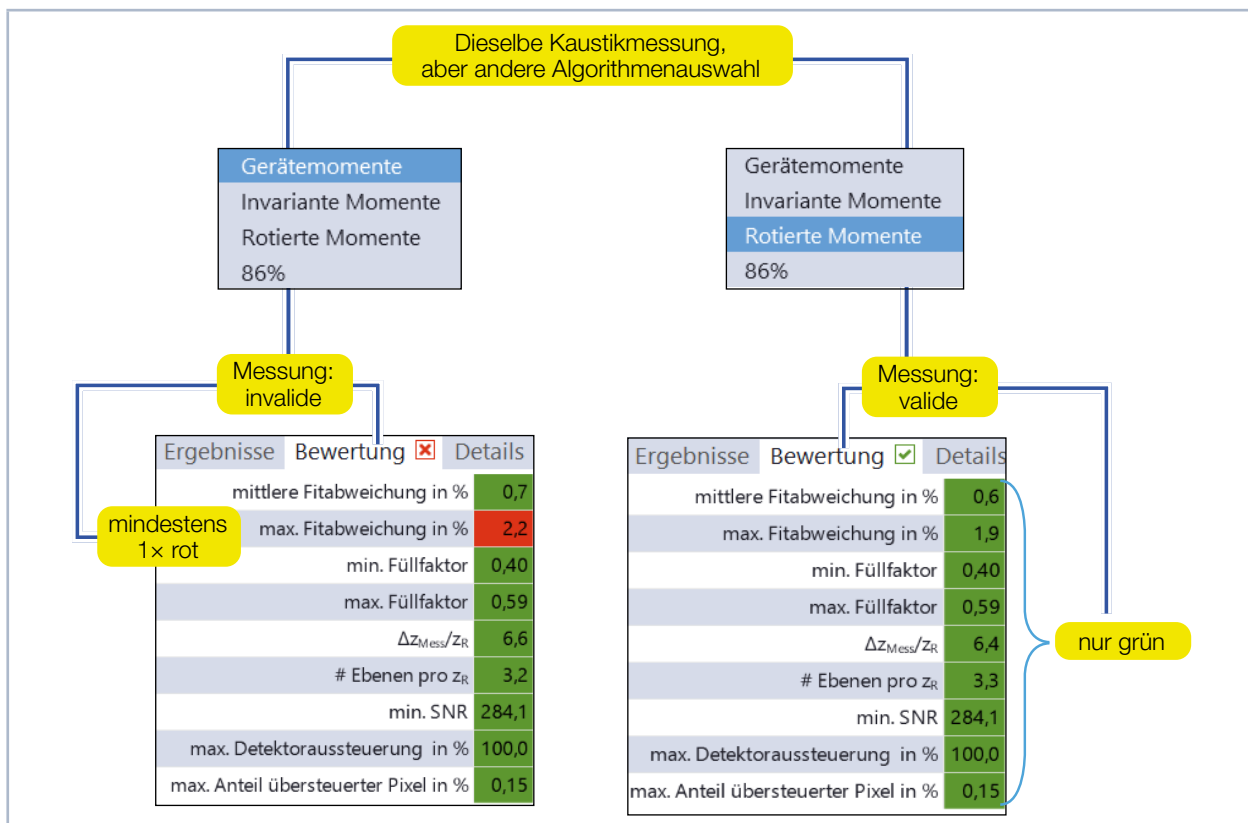 Dieselbe Kaustikmessung,
aber andere Algorithmenauswahl
Gerätemomente
Invariante Momente
Rotierte Momente
86%
Messung:
invalide
Ergebnisse Bewertung Details
mittlere Fitabweichung in % 0,7
max. Fitabweichung in % 2,2
min. Füllfaktor 0,40
max. Füllfaktor 0,59
Δz_Mess/z_R 6,6
# Ebenen pro z_R 3,2
min. SNR 284,1
max. Detektoraussteuerung in % 100,0
max. Anteil übersteuerter Pixel in % 0,15
mindestens
1× rot
Gerätemomente
Invariante Momente
Rotierte Momente
86%
Messung:
valide
Ergebnisse Bewertung Details
mittlere Fitabweichung in % 0,6
max. Fitabweichung in % 1,9
min. Füllfaktor 0,40
max. Füllfaktor 0,59
Δz_Mess/z_R 6,4
# Ebenen pro z_R 3,3
min. SNR 284,1
max. Detektoraussteuerung in % 100,0
max. Anteil übersteuerter Pixel in % 0,15
nur grün